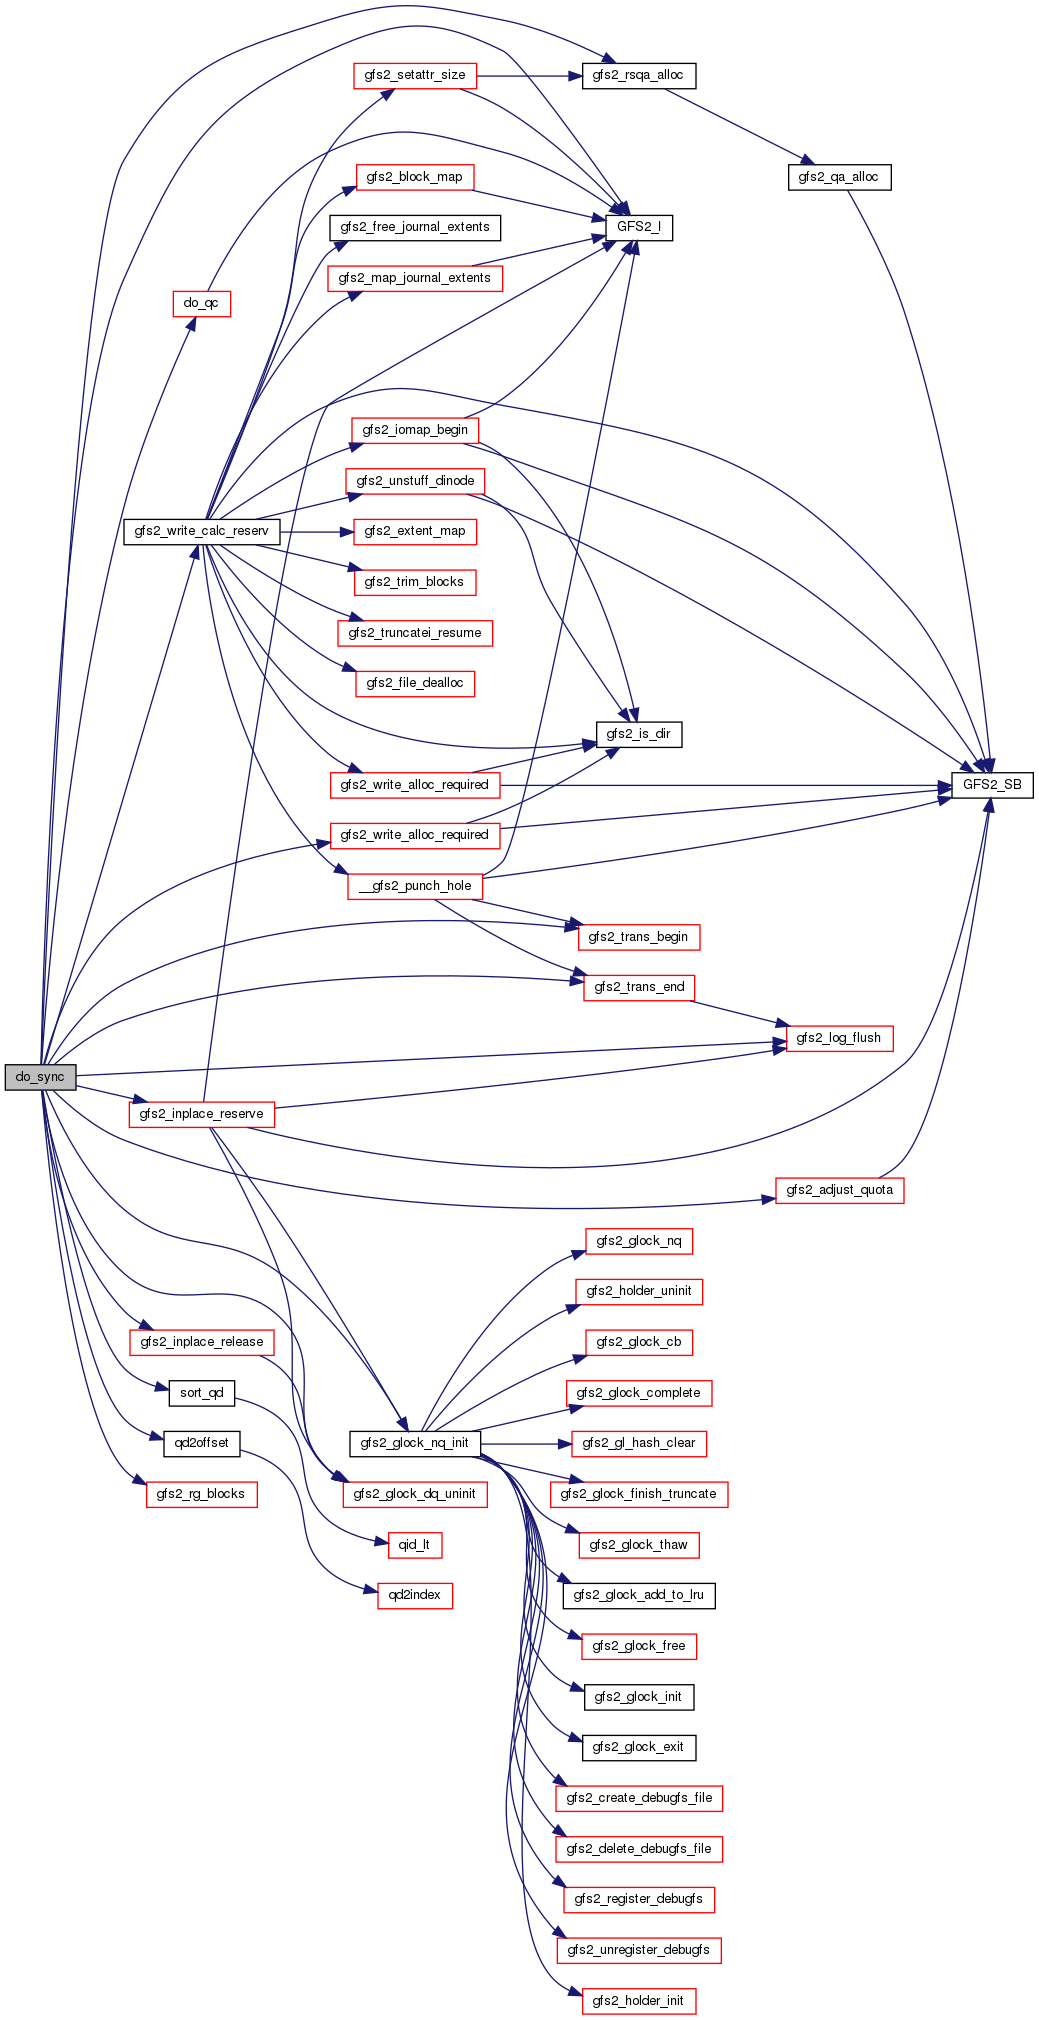 gfs2_setattr_size
gfs2_rsqa_alloc
gfs2_block_map
gfs2_qa_alloc
gfs2_free_journal_extents
GFS2_I
gfs2_map_journal_extents
do_qc
gfs2_iomap_begin
gfs2_unstuff_dinode
gfs2_write_calc_reserv
gfs2_extent_map
gfs2_trim_blocks
gfs2_truncatei_resume
gfs2_file_dealloc
gfs2_is_dir
gfs2_write_alloc_required
GFS2_SB
gfs2_write_alloc_required
__gfs2_punch_hole
gfs2_trans_begin
gfs2_trans_end
gfs2_log_flush
do_sync
gfs2_inplace_reserve
gfs2_adjust_quota
gfs2_glock_nq
gfs2_holder_uninit
gfs2_inplace_release
gfs2_glock_cb
sort_qd
gfs2_glock_complete
qd2offset
gfs2_glock_nq_init
gfs2_gl_hash_clear
gfs2_rg_blocks
gfs2_glock_dq_uninit
gfs2_glock_finish_truncate
qid_lt
gfs2_glock_thaw
qd2index
gfs2_glock_add_to_lru
gfs2_glock_free
gfs2_glock_init
gfs2_glock_exit
gfs2_create_debugfs_file
gfs2_delete_debugfs_file
gfs2_register_debugfs
gfs2_unregister_debugfs
gfs2_holder_init